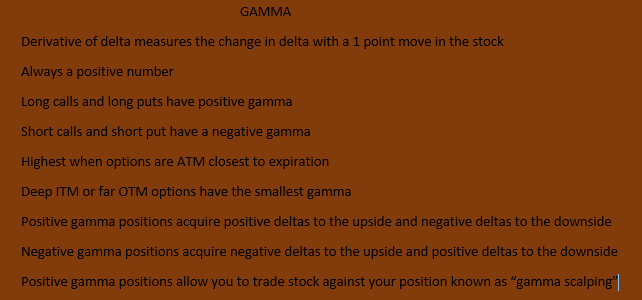 GAMMA
Derivative of delta measures the change in delta with a 1 point move in the stock
Always a positive number
Long calls and long puts have positive gamma
Short calls and short put have a negative gamma
Highest when options are ATM closest to expiration
Deep ITM or far OTM options have the smallest gamma
Positive gamma positions acquire positive deltas to the upside and negative deltas to the downside
Negative gamma positions acquire negative deltas to the upside and positive deltas to the downside
Positive gamma positions allow you to trade stock against your position known as “gamma scalping”